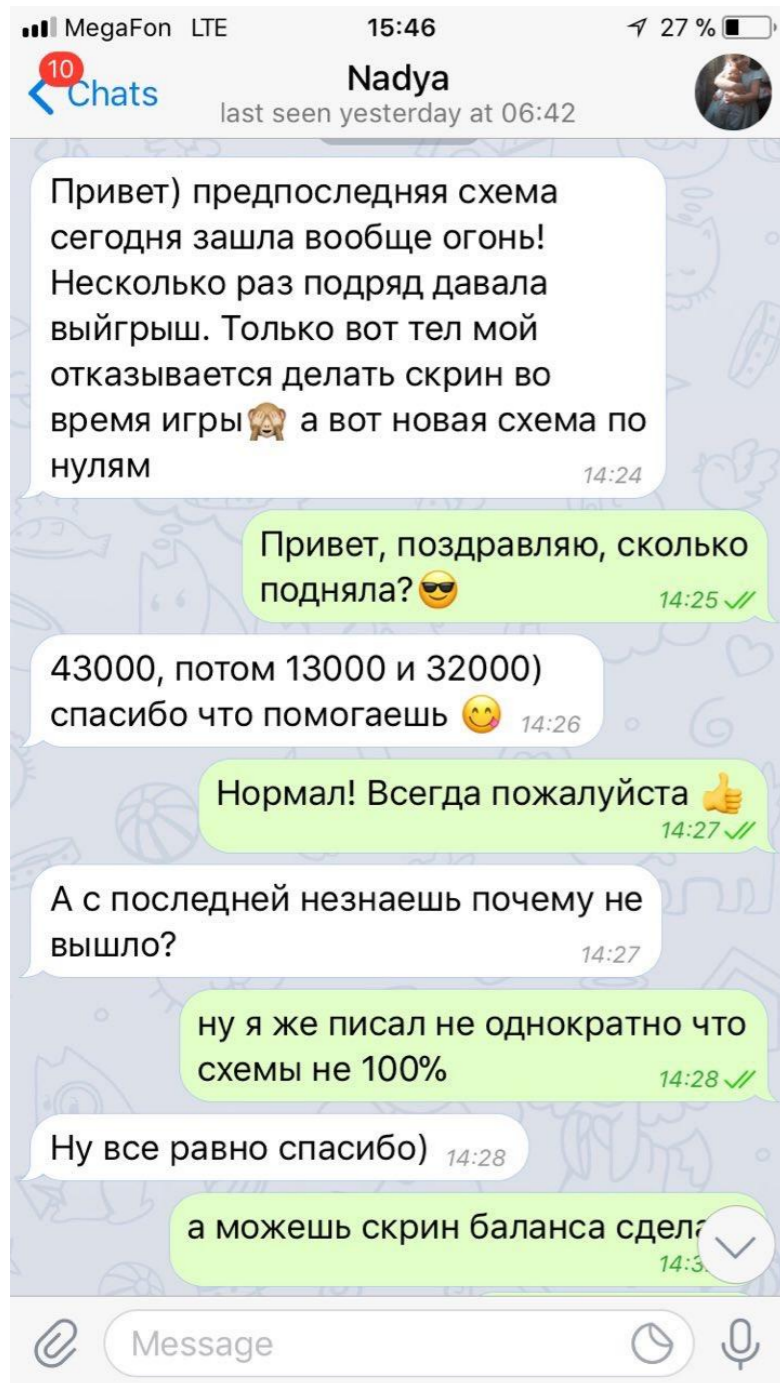 MegaFon LTE 15:46 27 %
10
Chats
Nadya
last seen yesterday at 06:42
Привет) предпоследняя схема
сегодня зашла вообще огонь!
Несколько раз подряд давала
выйгрыш. Только вот тел мой
отказывается делать скрин во
время игры🙈 а вот новая схема по
нулям
14:24
Привет, поздравляю, сколько
подняла?😎
14:25
43000, потом 13000 и 32000)
спасибо что помогаешь 😋 14:26
Нормал! Всегда пожалуйста 👍
14:27
А с последней незнаешь почему не
вышло?
14:27
ну я же писал не однократно что
схемы не 100%
14:28
Ну все равно спасибо) 14:28
а можешь скрин баланса
Message